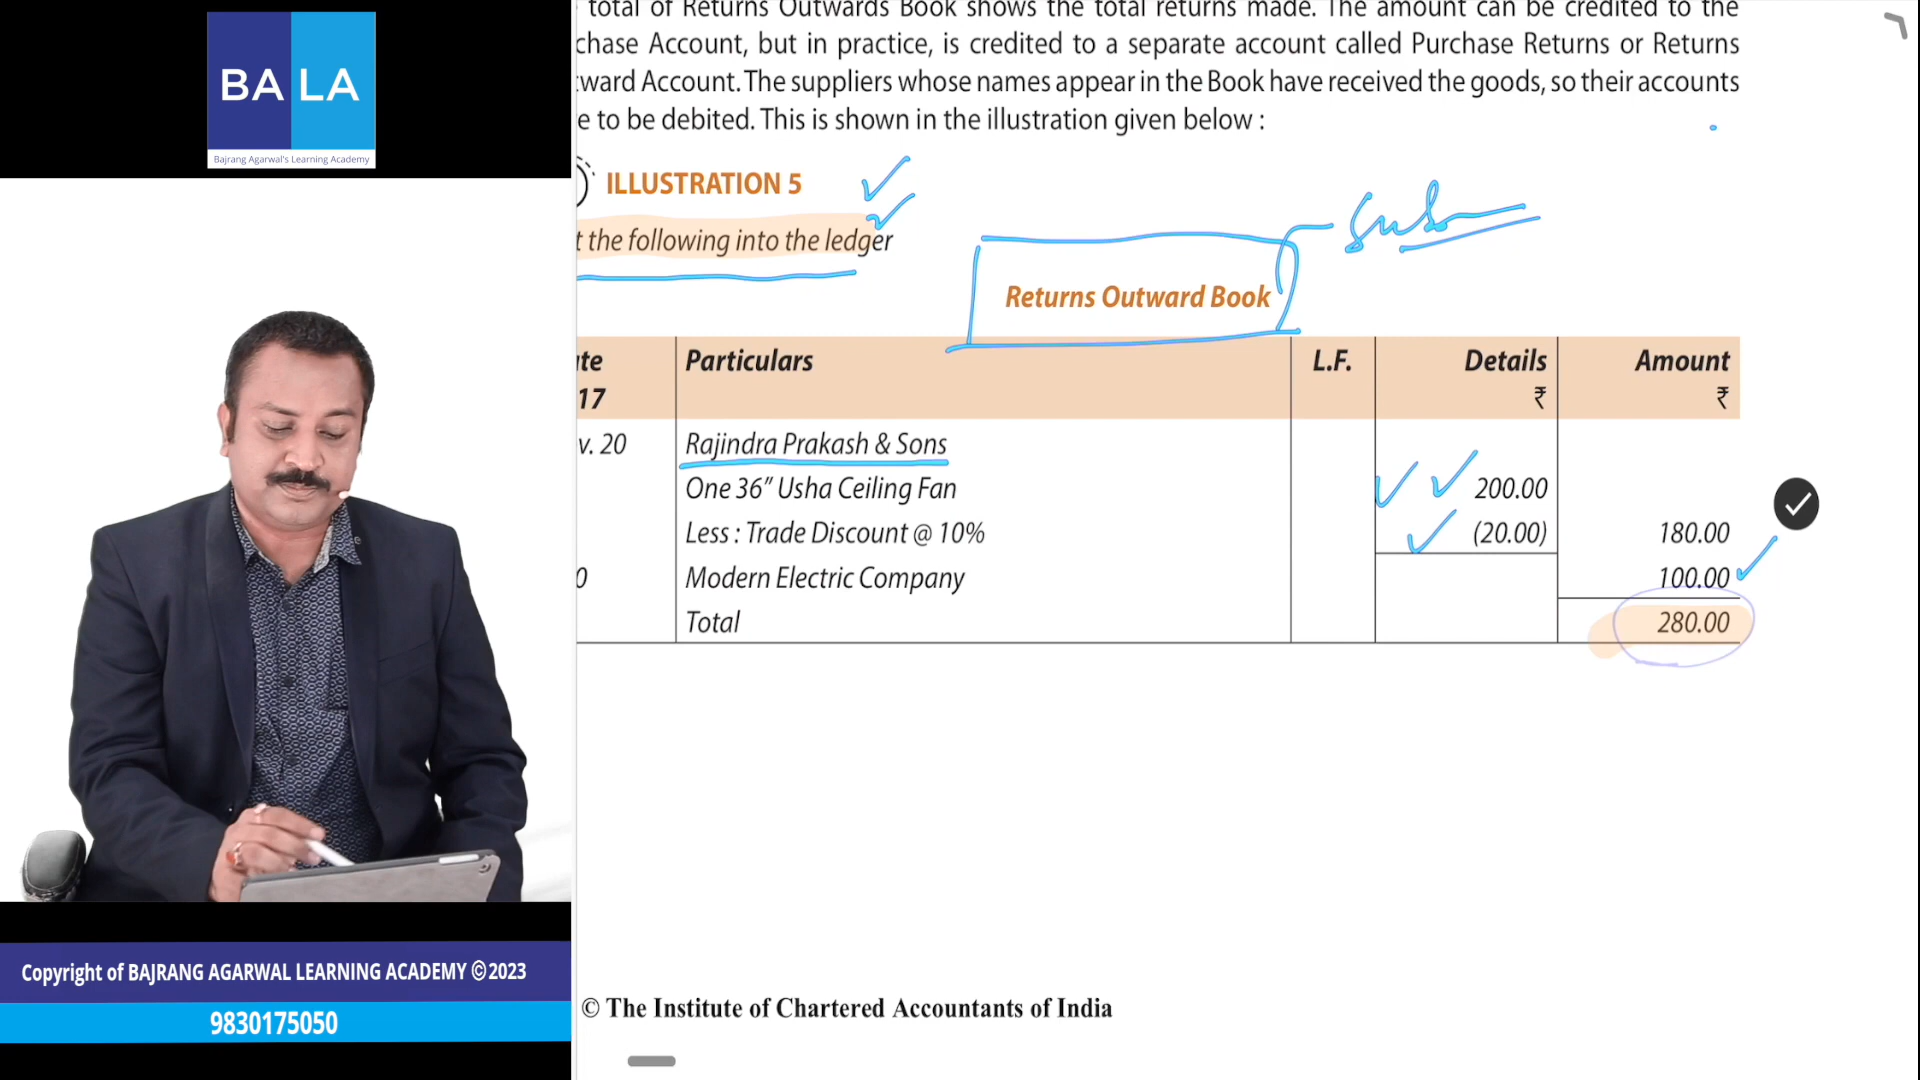 BALA
Bajrang Agarwal's Learning Academy
total of Returns Outwards Book shows the total returns made. The amount can be credited to the
chase Account, but in practice, is credited to a separate account called Purchase Returns or Returns
ward Account. The suppliers whose names appear in the Book have received the goods, so their accounts
e to be debited. This is shown in the illustration given below :
ILLUSTRATION 5
t the following into the ledger
Returns Outward Book
te Particulars L.F. Details Amount
17 ₹ ₹
v. 20 Rajindra Prakash & Sons
One 36" Usha Ceiling Fan 200.00
Less : Trade Discount @ 10% (20.00) 180.00
0 Modern Electric Company 100.00
Total 280.00
Copyright of BAJRANG AGARWAL LEARNING ACADEMY ©2023
9830175050
© The Institute of Chartered Accountants of India